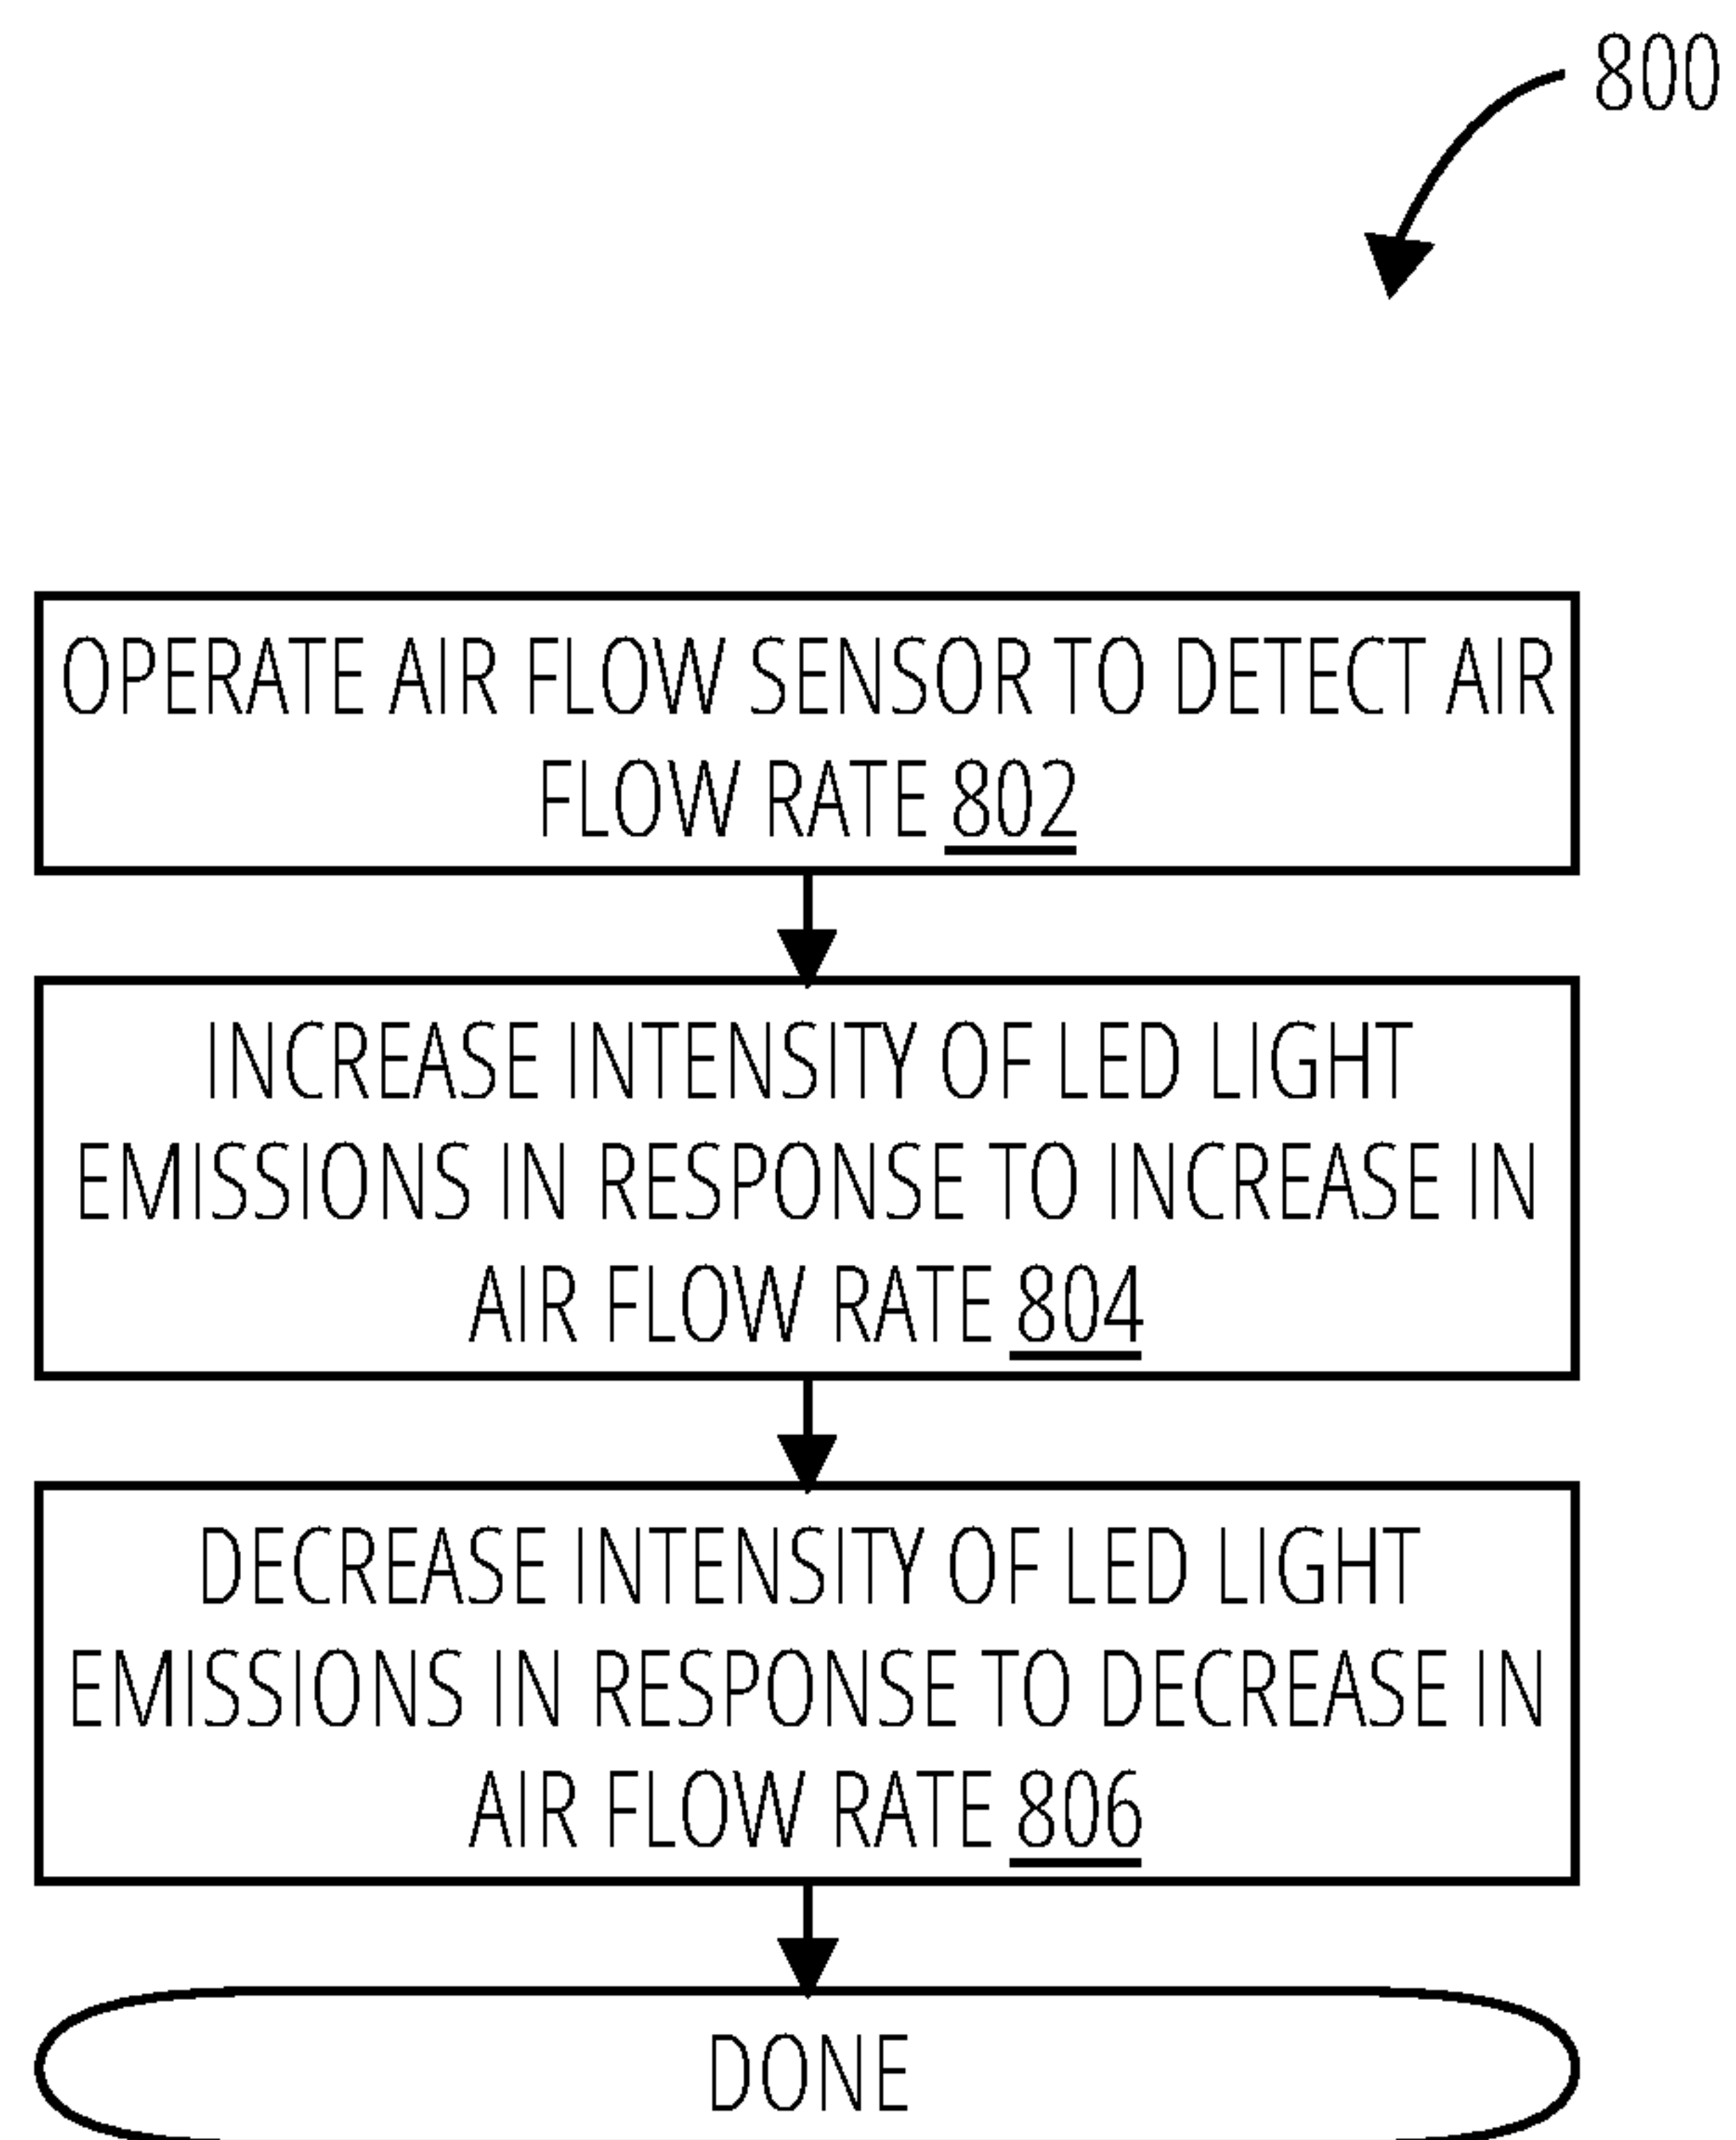 800
OPERATE AIR FLOW SENSOR TO DETECT AIR
FLOW RATE 802
INCREASE INTENSITY OF LED LIGHT
EMISSIONS IN RESPONSE TO INCREASE IN
AIR FLOW RATE 804
DECREASE INTENSITY OF LED LIGHT
EMISSIONS IN RESPONSE TO DECREASE IN
AIR FLOW RATE 806
DONE